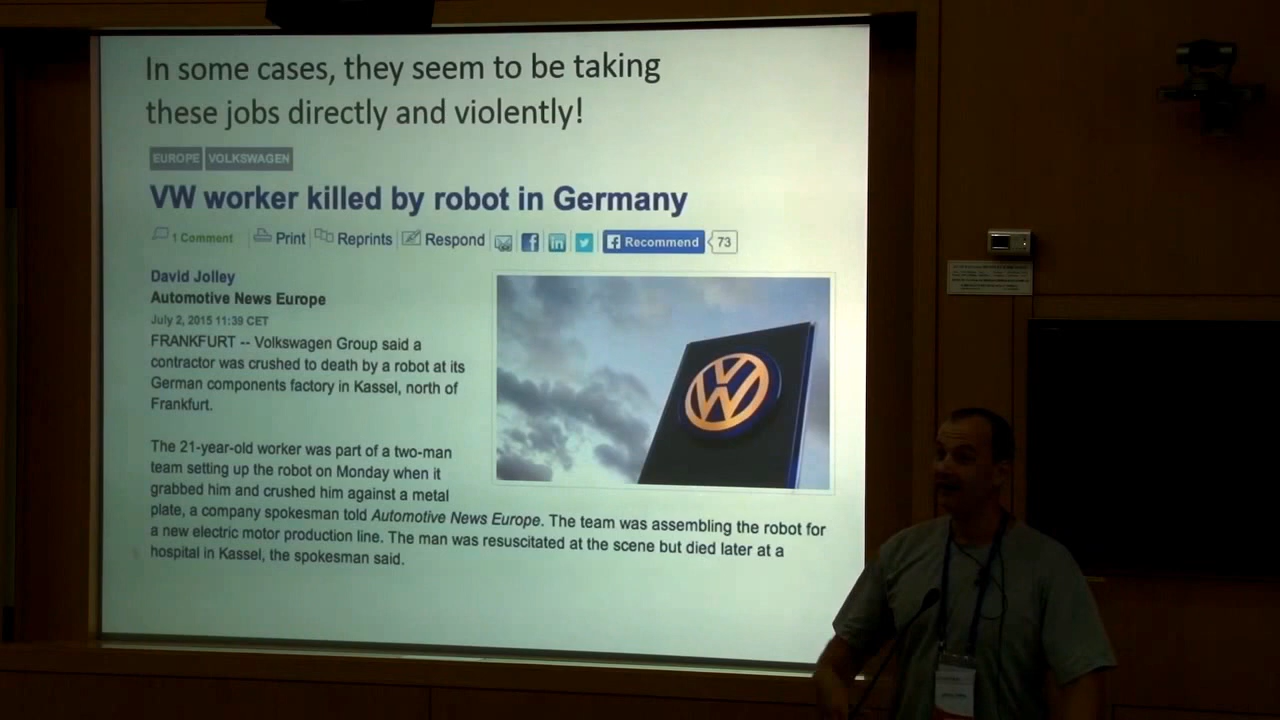 In some cases, they seem to be taking
these jobs directly and violently!
EUROPE VOLKSWAGEN
VW worker killed by robot in Germany
1 Comment Print Reprints Respond Recommend 73
David Jolley
Automotive News Europe
July 2, 2015 11:39 CET
FRANKFURT -- Volkswagen Group said a
contractor was crushed to death by a robot at its
German components factory in Kassel, north of
Frankfurt.
The 21-year-old worker was part of a two-man
team setting up the robot on Monday when it
grabbed him and crushed him against a metal
plate, a company spokesman told Automotive News Europe. The team was assembling the robot for
a new electric motor production line. The man was resuscitated at the scene but died later at a
hospital in Kassel, the spokesman said.